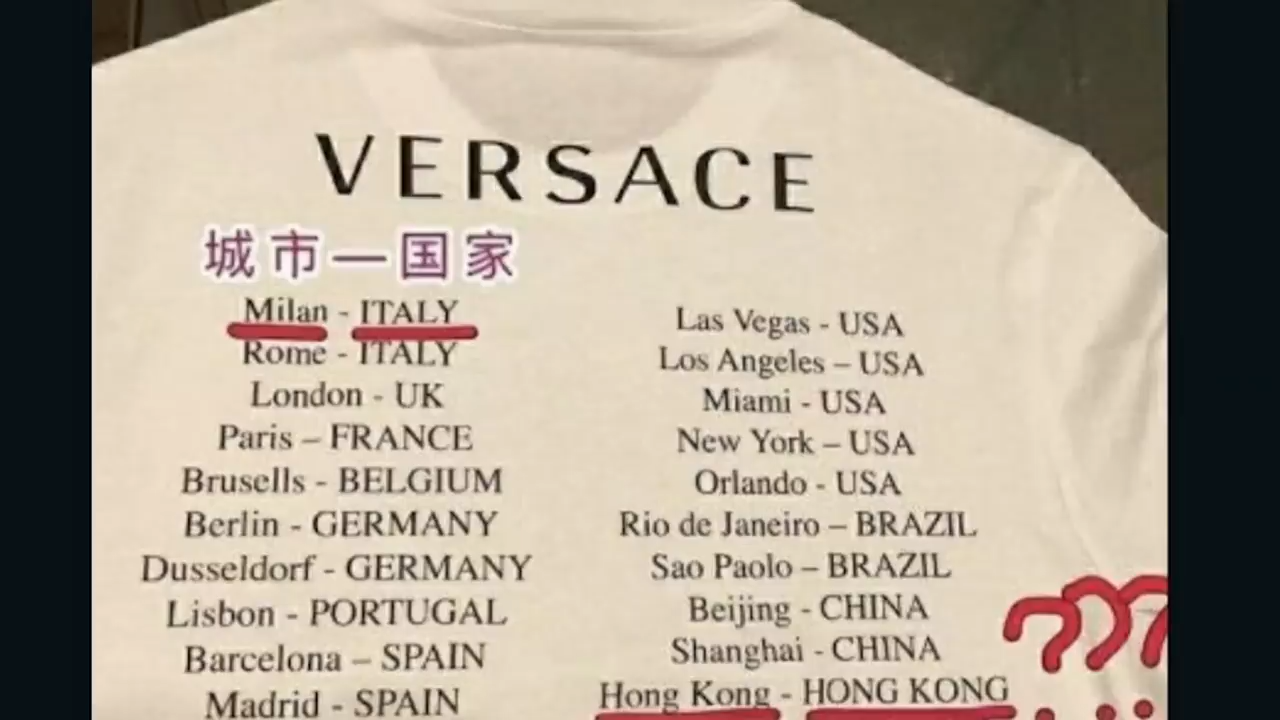 VERSACE
城市—国家
Milan - ITALY
Rome - ITALY
London - UK
Paris – FRANCE
Brusells - BELGIUM
Berlin - GERMANY
Dusseldorf - GERMANY
Lisbon - PORTUGAL
Barcelona – SPAIN
Madrid - SPAIN
Las Vegas - USA
Los Angeles – USA
Miami - USA
New York – USA
Orlando - USA
Rio de Janeiro – BRAZIL
Sao Paolo – BRAZIL
Beijing - CHINA
Shanghai - CHINA
Hong Kong - HONG KONG
???